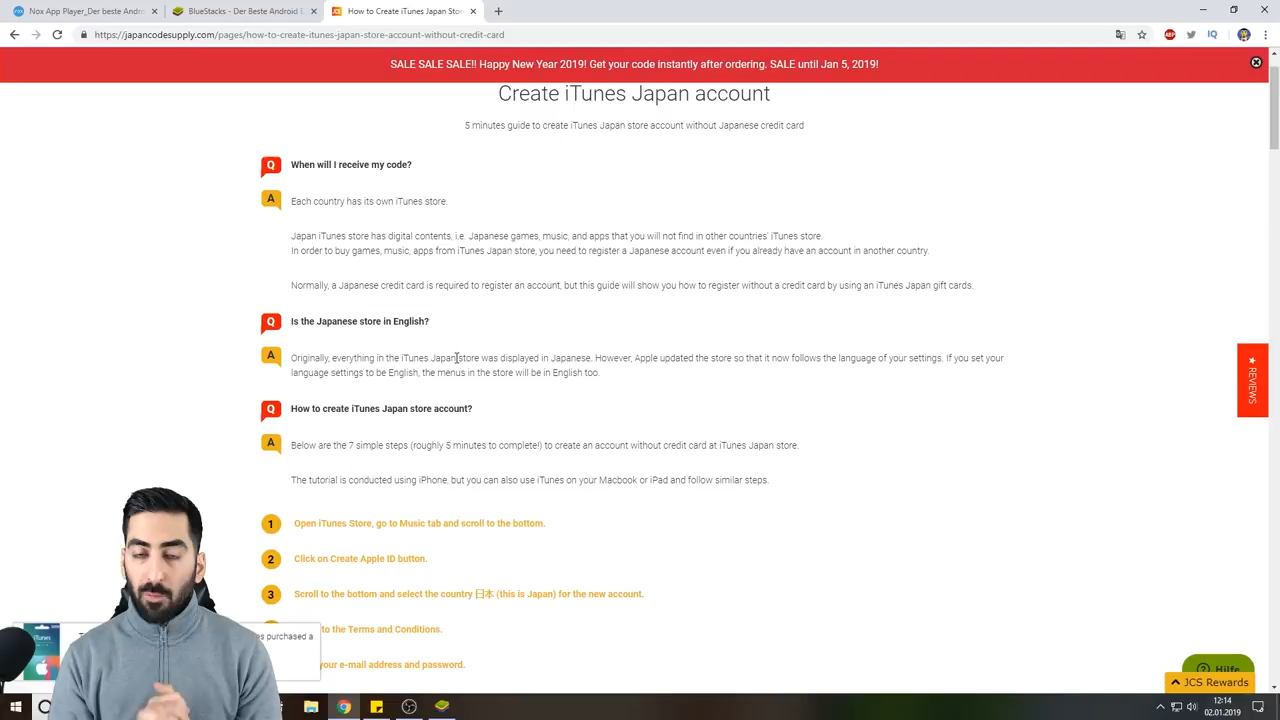 Nox App Player_Der beste Andro
BlueStacks - Der Beste Android E
How to Create iTunes Japan Stor
https://japancodesupply.com/pages/how-to-create-itunes-japan-store-account-without-credit-card
ABP
IQ
SALE SALE SALE!! Happy New Year 2019! Get your code instantly after ordering. SALE until Jan 5, 2019!
Create iTunes Japan account
5 minutes guide to create iTunes Japan store account without Japanese credit card
Q When will I receive my code?
A Each country has its own iTunes store.
Japan iTunes store has digital contents, i.e. Japanese games, music, and apps that you will not find in other countries' iTunes store.
In order to buy games, music, apps from iTunes Japan store, you need to register a Japanese account even if you already have an account in another country.
Normally, a Japanese credit card is required to register an account, but this guide will show you how to register without a credit card by using an iTunes Japan gift cards.
Q Is the Japanese store in English?
A Originally, everything in the iTunes Japan store was displayed in Japanese. However, Apple updated the store so that it now follows the language of your settings. If you set your
language settings to be English, the menus in the store will be in English too.
★ REVIEWS
Q How to create iTunes Japan store account?
A Below are the 7 simple steps (roughly 5 minutes to complete!) to create an account without credit card at iTunes Japan store.
The tutorial is conducted using iPhone, but you can also use iTunes on your Macbook or iPad and follow similar steps.
1 Open iTunes Store, go to Music tab and scroll to the bottom.
2 Click on Create Apple ID button.
3 Scroll to the bottom and select the country 日本 (this is Japan) for the new account.
to the Terms and Conditions.
purchased a
your e-mail address and password.
iTunes
Hilfe
JCS Rewards
12:14
02.01.2019